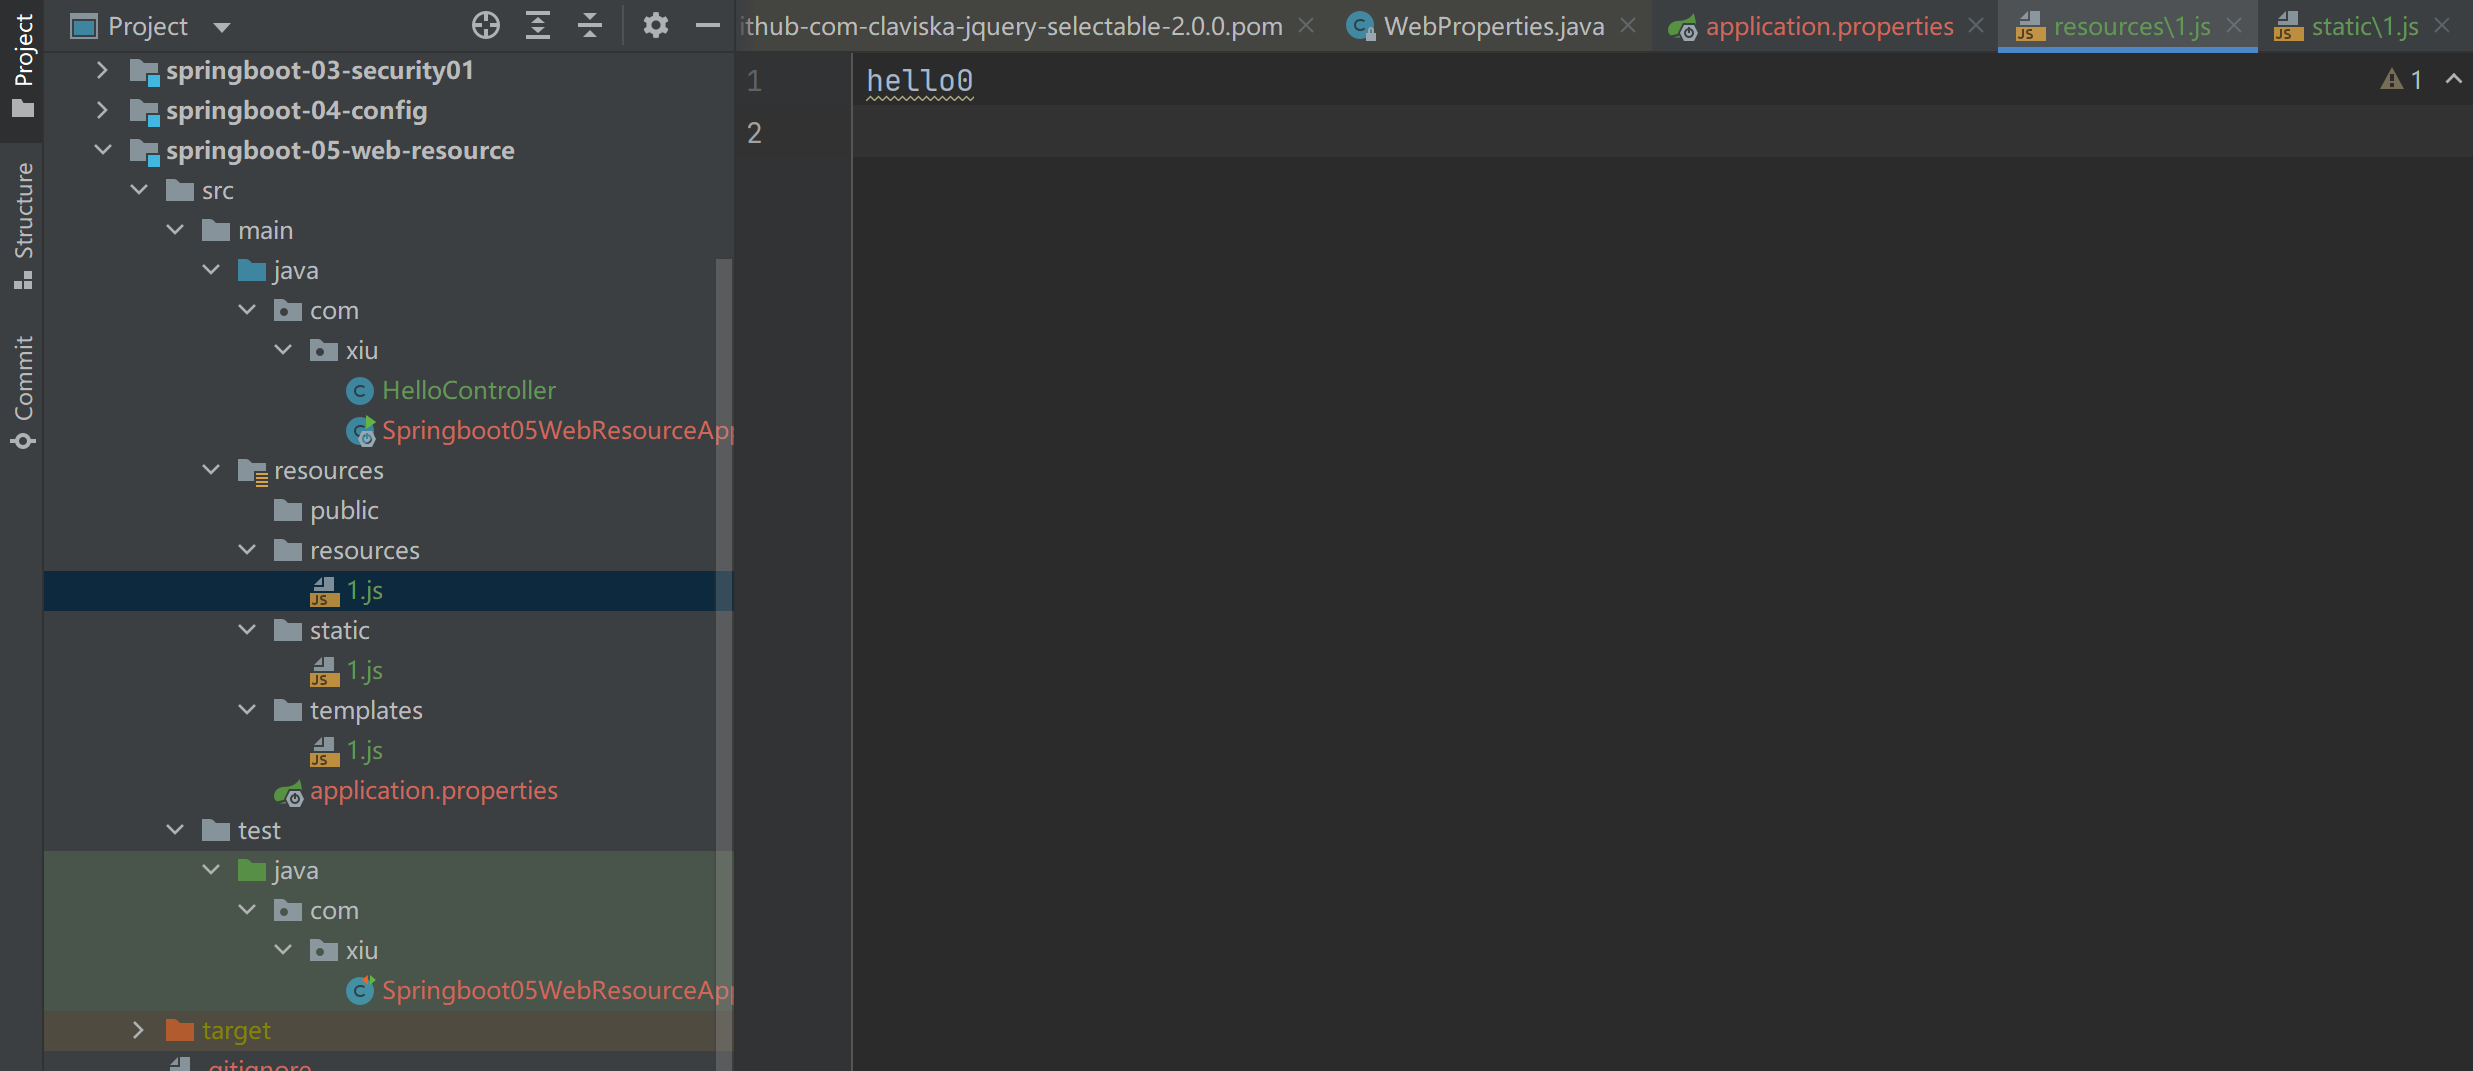 Project
Structure
Commit
Project
springboot-03-security01
springboot-04-config
springboot-05-web-resource
src
main
java
com
xiu
HelloController
Springboot05WebResourceApp
resources
public
resources
1.js
static
1.js
templates
1.js
application.properties
test
java
com
xiu
Springboot05WebResourceApp
target
.gitignore
ithub-com-claviska-jquery-selectable-2.0.0.pom
WebProperties.java
application.properties
resources\1.js
static\1.js
1 hello0
2
1